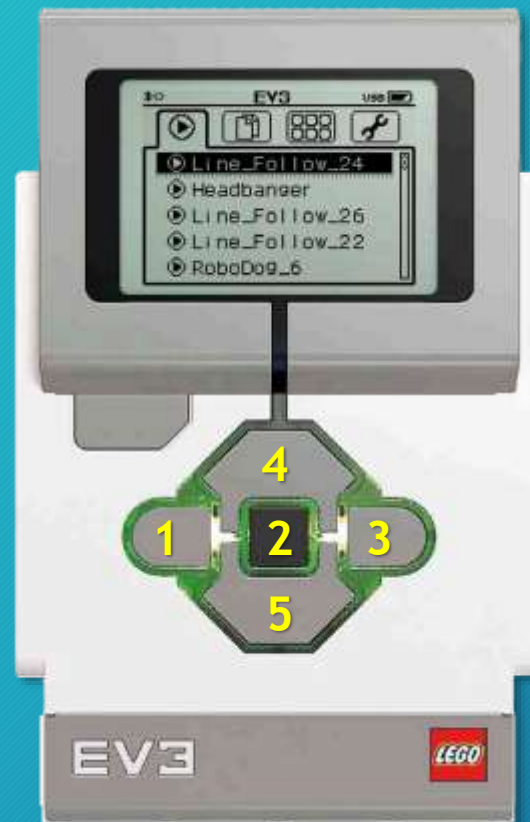 EV3 USB
Line_Follow_24
Headbanger
Line_Follow_26
Line_Follow_22
RoboDog_6
4
1 2 3
5
EV3 LEGO